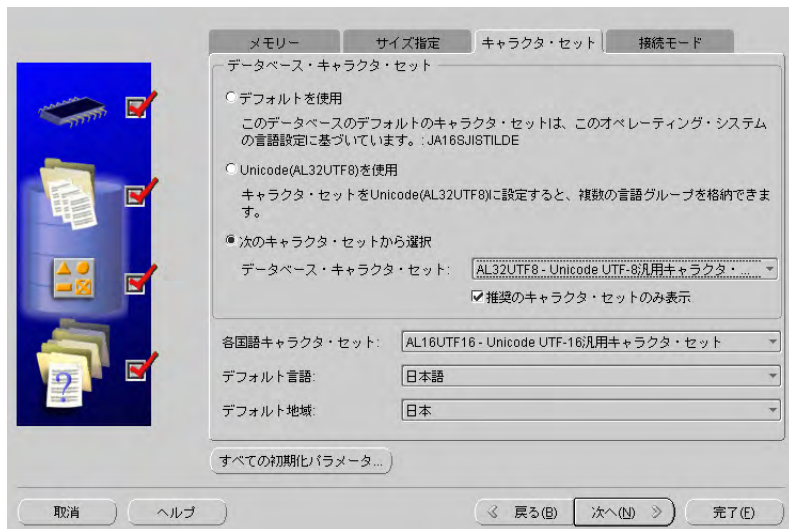 メモリー サイズ指定 キャラクタ・セット 接続モード
データベース・キャラクタ・セット
デフォルトを使用
このデータベースのデフォルトのキャラクタ・セットは、このオペレーティング・システム
の言語設定に基づいています。: JA16SJISTILDE
Unicode(AL32UTF8)を使用
キャラクタ・セットをUnicode(AL32UTF8)に設定すると、複数の言語グループを格納できま
す。
次のキャラクタ・セットから選択
データベース・キャラクタ・セット: AL32UTF8 - Unicode UTF-8汎用キャラクタ・...
推奨のキャラクタ・セットのみ表示
各国語キャラクタ・セット: AL16UTF16 - Unicode UTF-16汎用キャラクタ・セット
デフォルト言語: 日本語
デフォルト地域: 日本
すべての初期化パラメータ...
取消 ヘルプ 戻る(B) 次へ(N) 完了(F)